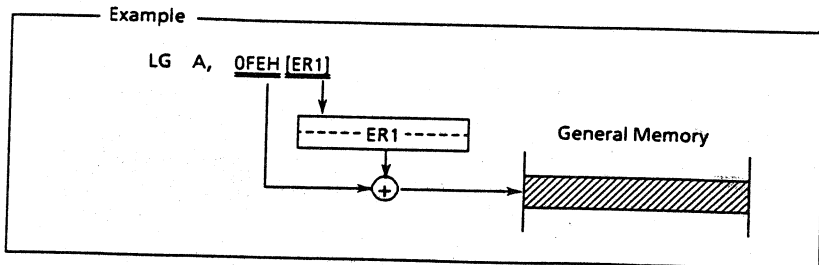 Example
LG A, 0FEH [ER1]
ER1
General Memory
+